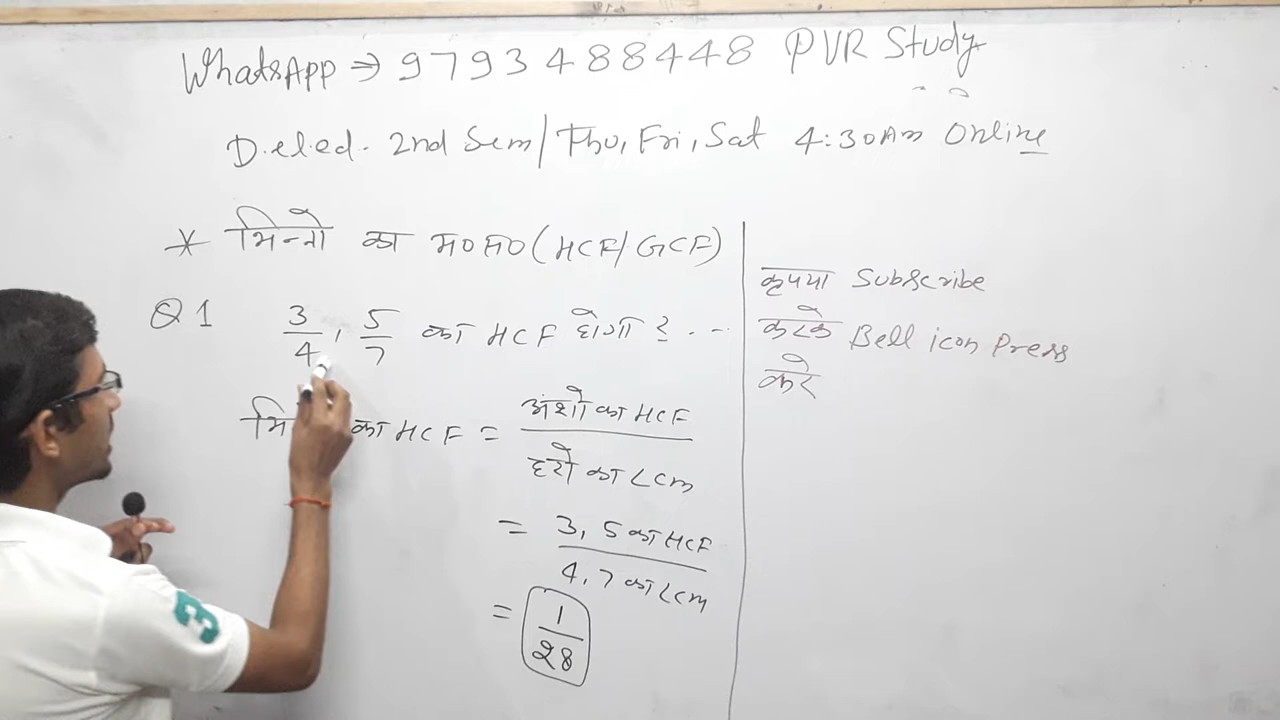 WhatsApp → 9793488448 PVR Study
D.el.ed. 2nd Sem/Thu, Fri, Sat 4:30Am Online
* भिन्नो का म०स०(HCF/GCF)
Q1 3/4, 5/7 का HCF होगा ? ...
भि का HCF = अंशो का HCF
हरो का LCM
= 3, 5 का HCF
4, 7 का LCM
= 1/28
कृपया Subscribe
करके Bell icon Press
करे
3